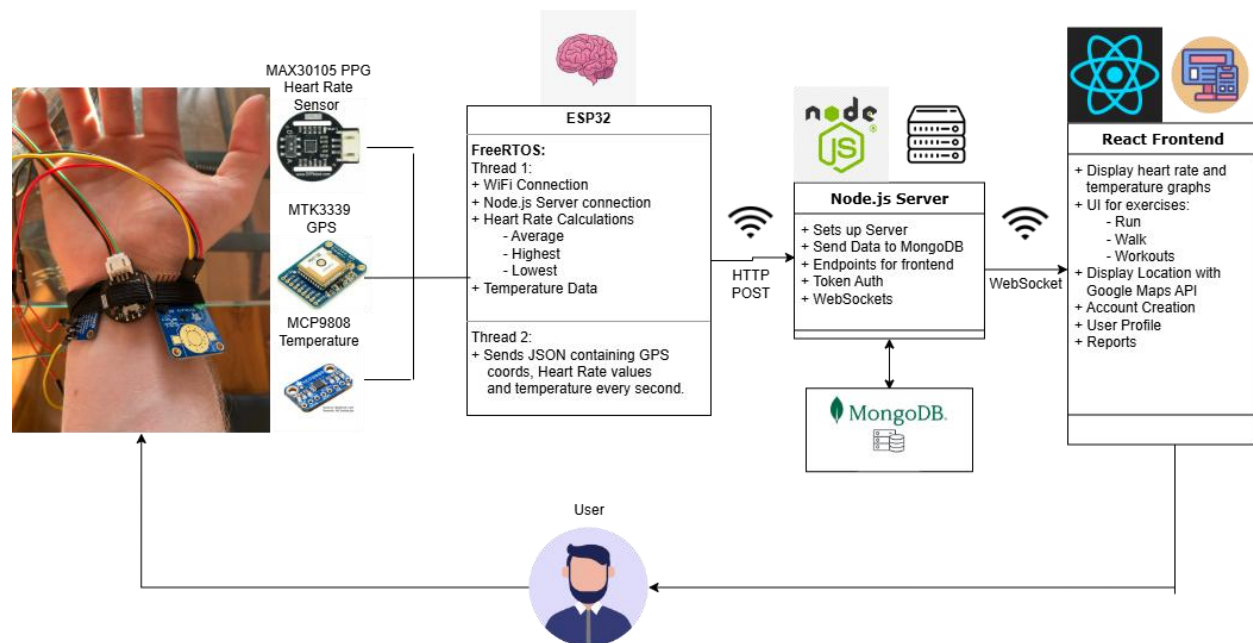 MAX30105 PPG
Heart Rate
Sensor
MTK3339
GPS
MCP9808
Temperature
ESP32
FreeRTOS:
Thread 1:
+ WiFi Connection
+ Node.js Server connection
+ Heart Rate Calculations
- Average
- Highest
- Lowest
+ Temperature Data
Thread 2:
+ Sends JSON containing GPS
coords, Heart Rate values
and temperature every second.
HTTP
POST
node
JS
®
Node.js Server
+ Sets up Server
+ Send Data to MongoDB
+ Endpoints for frontend
+ Token Auth
+ WebSockets
MongoDB.
WebSocket
React Frontend
+ Display heart rate and
temperature graphs
+ UI for exercises:
- Run
- Walk
- Workouts
+ Display Location with
Google Maps API
+ Account Creation
+ User Profile
+ Reports
User